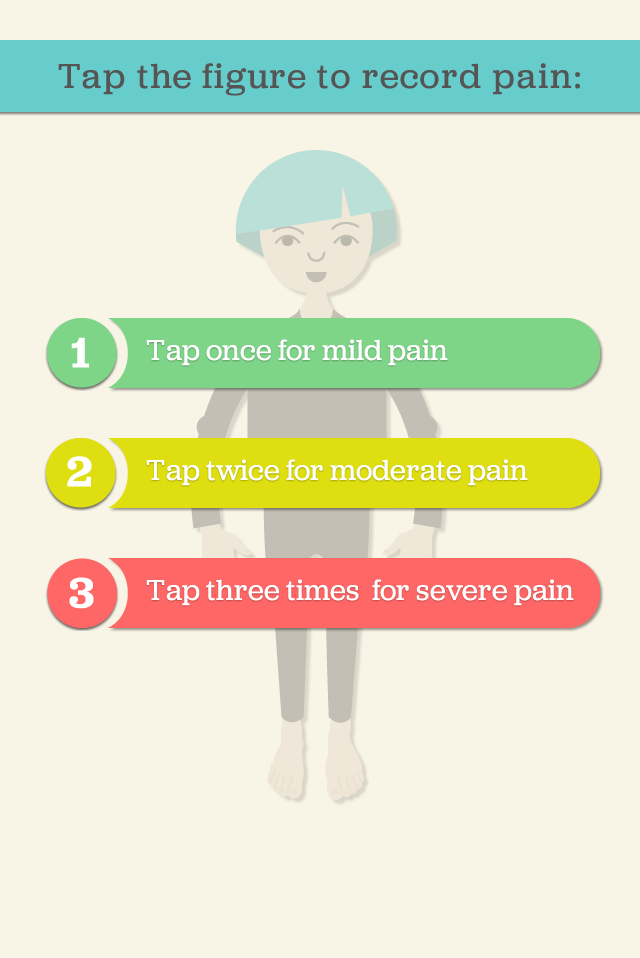 Tap the figure to record pain:
1 Tap once for mild pain
2 Tap twice for moderate pain
3 Tap three times for severe pain